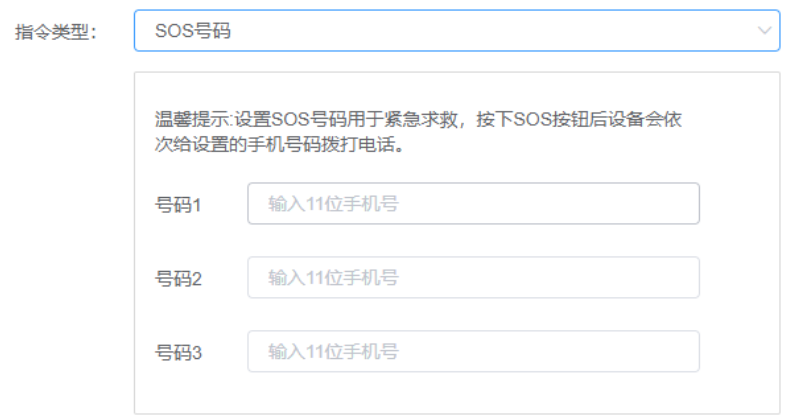 指令类型：
SOS号码
温馨提示:设置SOS号码用于紧急求救，按下SOS按钮后设备会依
次给设置的手机号码拨打电话。
号码1
输入11位手机号
号码2
输入11位手机号
号码3
输入11位手机号